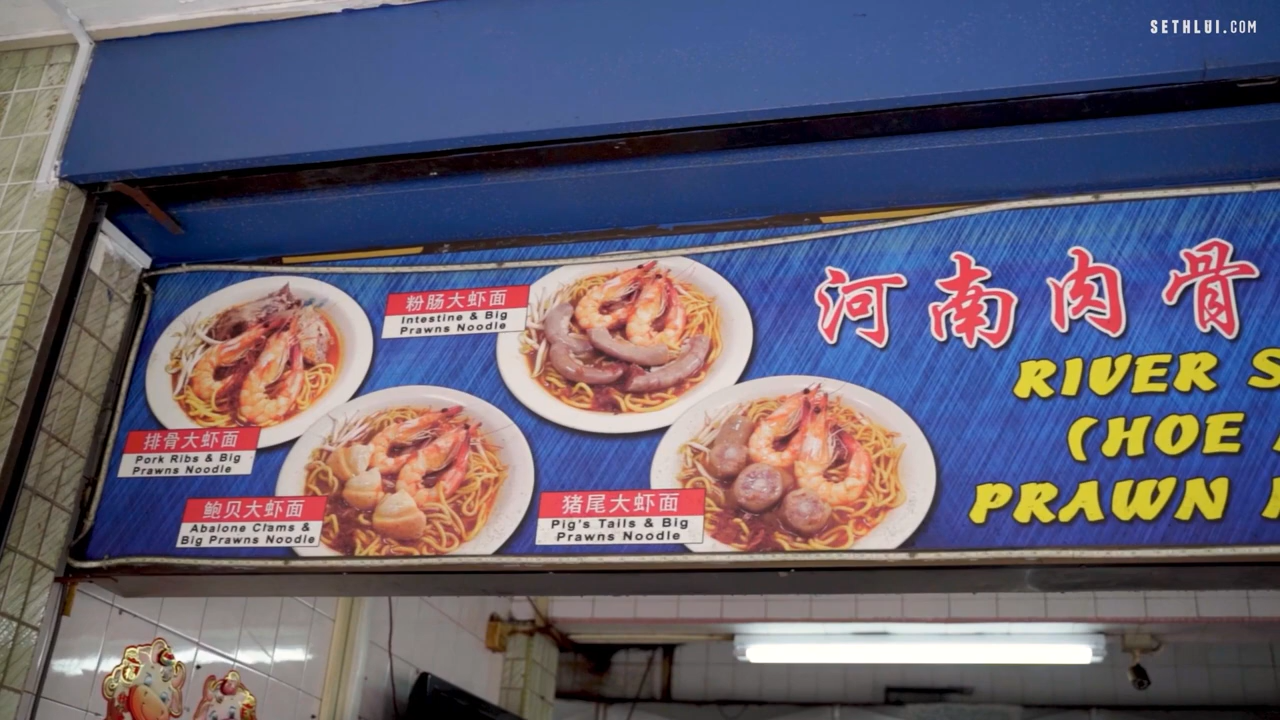 SETHLUI.COM
粉肠大虾面
Intestine & Big
Prawns Noodle
排骨大虾面
Pork Ribs & Big
Prawns Noodle
鲍贝大虾面
Abalone Clams &
Big Prawns Noodle
猪尾大虾面
Pig's Tails & Big
Prawns Noodle
河南肉骨
RIVER S
(HOE
PRAWN